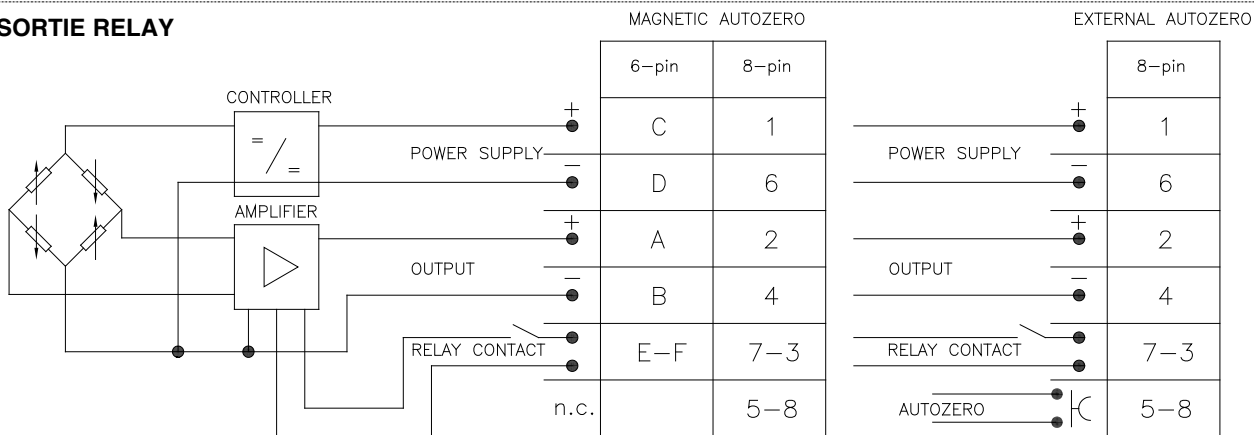 SORTIE RELAY
MAGNETIC AUTOZERO
EXTERNAL AUTOZERO
6-pin 8-pin
8-pin
CONTROLLER
= / =
+ C 1
+ 1
POWER SUPPLY
POWER SUPPLY
- D 6
- 6
AMPLIFIER
+ A 2
+ 2
OUTPUT
OUTPUT
- B 4
- 4
RELAY CONTACT E-F 7-3
RELAY CONTACT 7-3
n.c. 5-8
AUTOZERO 5-8